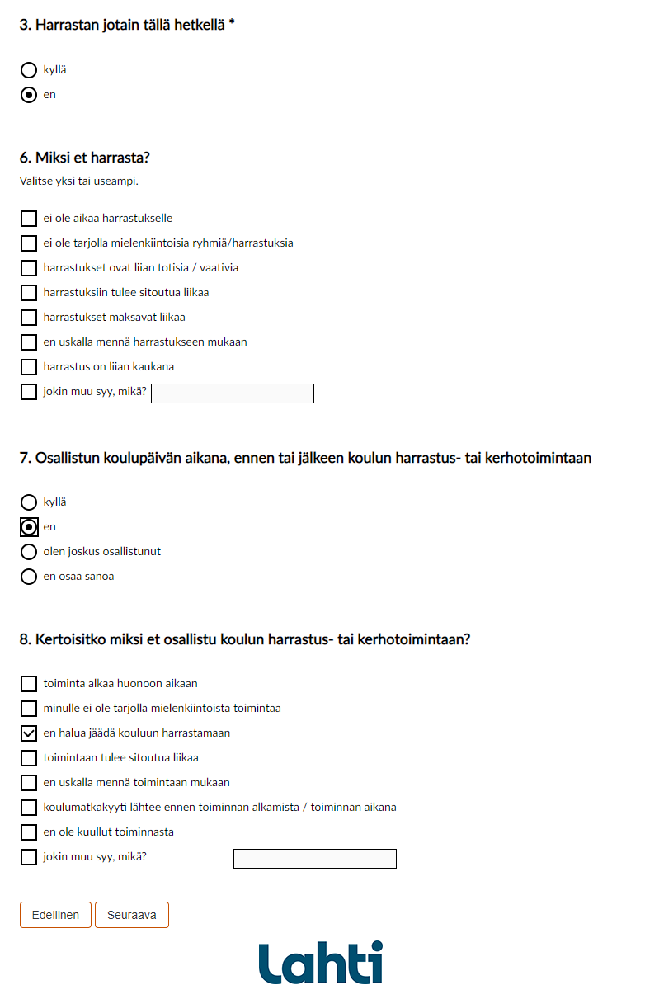 3. Harrastan jotain tällä hetkellä *
kyllä
en
6. Miksi et harrasta?
Valitse yksi tai useampi.
ei ole aikaa harrastukselle
ei ole tarjolla mielenkiintoisia ryhmiä/harrastuksia
harrastukset ovat liian totisia / vaativia
harrastuksiin tulee sitoutua liikaa
harrastukset maksavat liikaa
en uskalla mennä harrastukseen mukaan
harrastus on liian kaukana
jokin muu syy, mikä?
7. Osallistun koulupäivän aikana, ennen tai jälkeen koulun harrastus- tai kerhotoimintaan
kyllä
en
olen joskus osallistunut
en osaa sanoa
8. Kertoisitko miksi et osallistu koulun harrastus- tai kerhotoimintaan?
toiminta alkaa huonoon aikaan
minulle ei ole tarjolla mielenkiintoista toimintaa
en halua jäädä kouluun harrastamaan
toimintaan tulee sitoutua liikaa
en uskalla mennä toimintaan mukaan
koulumatkakyyti lähtee ennen toiminnan alkamista / toiminnan aikana
en ole kuullut toiminnasta
jokin muu syy, mikä?
Edellinen Seuraava
Lahti